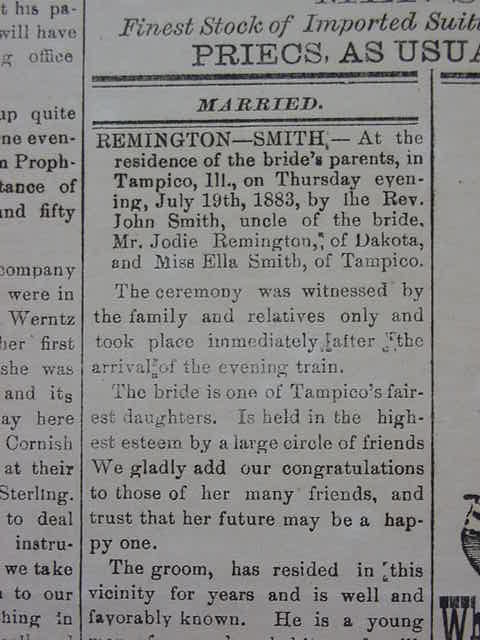 t his pa-
will have
g office
up quite
ne even-
n Proph-
tance of
and fifty
company
were in
Werntz
her first
she was
and its
ay here
Cornish
at their
Sterling.
to deal
instru-
we take
n to our
hing in
Finest Stock of Imported Suiti
PRIECS, AS USUA
MARRIED.
REMINGTON—SMITH,— At the
residence of the bride's parents, in
Tampico, Ill., on Thursday even-
ing, July 19th, 1883, by the Rev.
John Smith, uncle of the bride,
Mr. Jodie Remington, of Dakota,
and Miss Ella Smith, of Tampico.
The ceremony was witnessed by
the family and relatives only and
took place immediately after the
arrival of the evening train.
The bride is one of Tampico's fair-
est daughters. Is held in the high-
est esteem by a large circle of friends
We gladly add our congratulations
to those of her many friends, and
trust that her future may be a hap-
py one.
The groom, has resided in this
vicinity for years and is well and
favorably known. He is a young
Wh